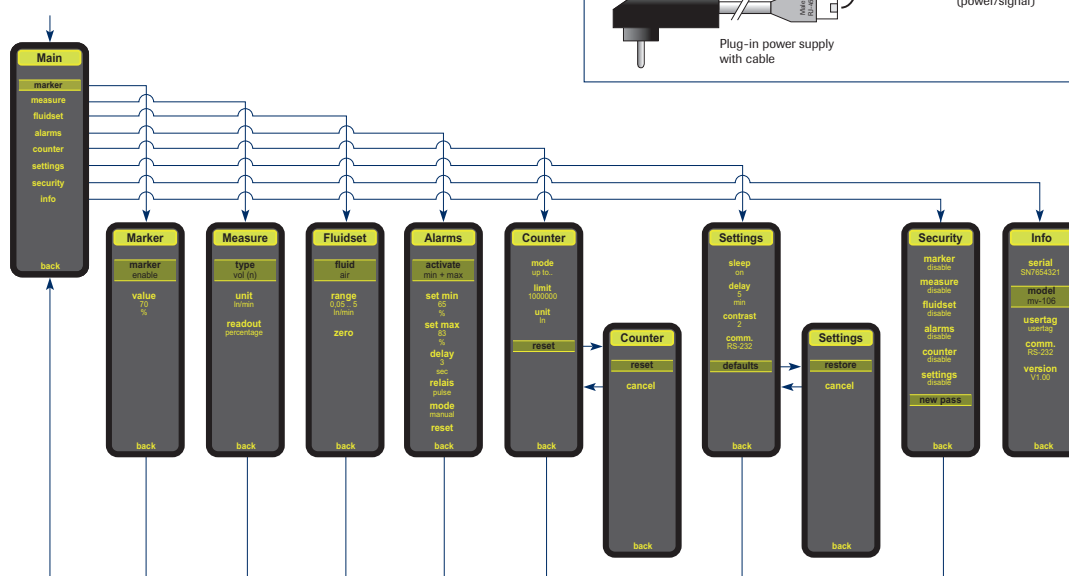 (power/signal)
Male
RJ-45
Plug-in power supply
with cable
Main
marker
measure
fluidset
alarms
counter
settings
security
info
back
Marker
marker
enable
value
70
%
back
Measure
type
vol (n)
unit
ln/min
readout
percentage
back
Fluidset
fluid
air
range
0,05 .. 5
ln/min
zero
back
Alarms
activate
min + max
set min
65
%
set max
83
%
delay
3
sec
relais
pulse
mode
manual
reset
back
Counter
mode
up to..
limit
1000000
unit
ln
reset
back
Counter
reset
cancel
back
Settings
sleep
on
delay
5
min
contrast
2
comm.
RS-232
defaults
back
Settings
restore
cancel
back
Security
marker
disable
measure
disable
fluidset
disable
alarms
disable
counter
disable
settings
disable
new pass
back
Info
serial
SN7654321
model
mv-106
usertag
usertag
comm.
RS-232
version
V1.00
back